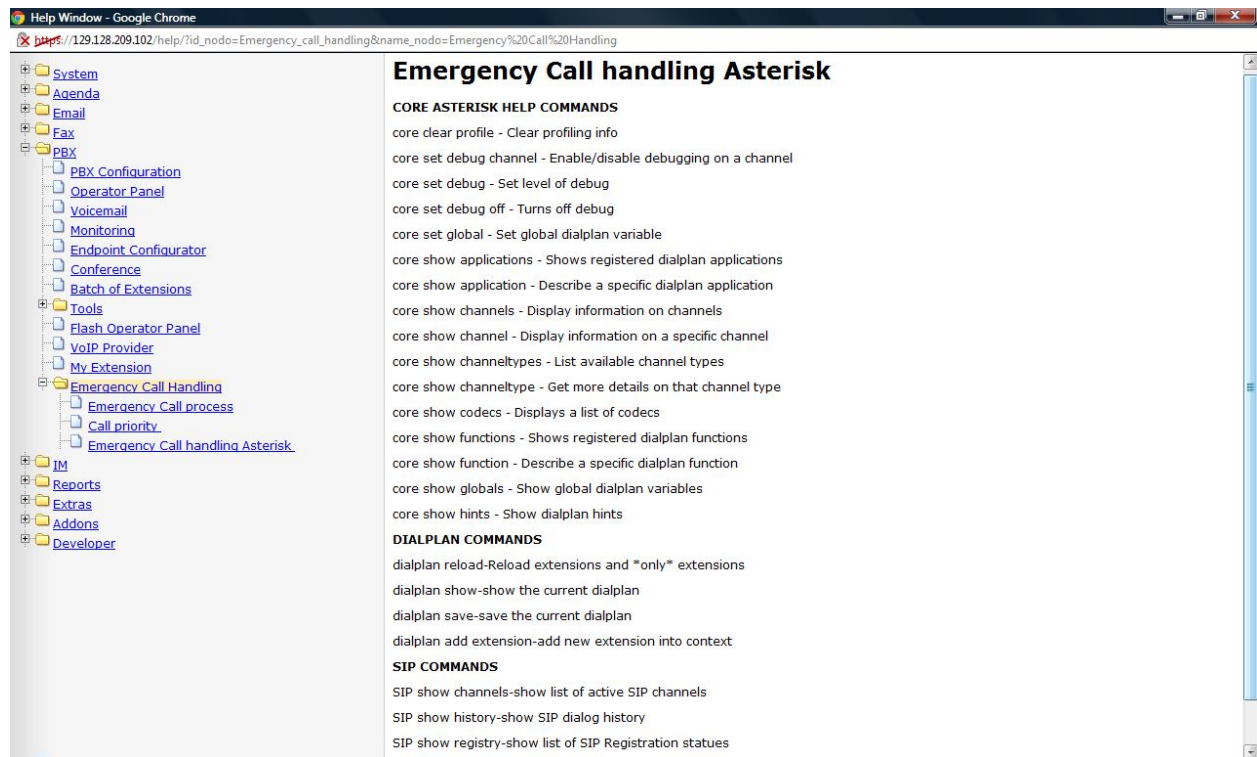 Help Window - Google Chrome
https://129.128.209.102/help/?id_nodo=Emergency_call_handling&name_nodo=Emergency%20Call%20Handling
System
Agenda
Email
Fax
PBX
PBX Configuration
Operator Panel
Voicemail
Monitoring
Endpoint Configurator
Conference
Batch of Extensions
Tools
Flash Operator Panel
VoIP Provider
My Extension
Emergency Call Handling
Emergency Call process
Call priority
Emergency Call handling Asterisk
IM
Reports
Extras
Addons
Developer
Emergency Call handling Asterisk
CORE ASTERISK HELP COMMANDS
core clear profile - Clear profiling info
core set debug channel - Enable/disable debugging on a channel
core set debug - Set level of debug
core set debug off - Turns off debug
core set global - Set global dialplan variable
core show applications - Shows registered dialplan applications
core show application - Describe a specific dialplan application
core show channels - Display information on channels
core show channel - Display information on a specific channel
core show channeltypes - List available channel types
core show channeltype - Get more details on that channel type
core show codecs - Displays a list of codecs
core show functions - Shows registered dialplan functions
core show function - Describe a specific dialplan function
core show globals - Show global dialplan variables
core show hints - Show dialplan hints
DIALPLAN COMMANDS
dialplan reload-Reload extensions and *only* extensions
dialplan show-show the current dialplan
dialplan save-save the current dialplan
dialplan add extension-add new extension into context
SIP COMMANDS
SIP show channels-show list of active SIP channels
SIP show history-show SIP dialog history
SIP show registry-show list of SIP Registration statues